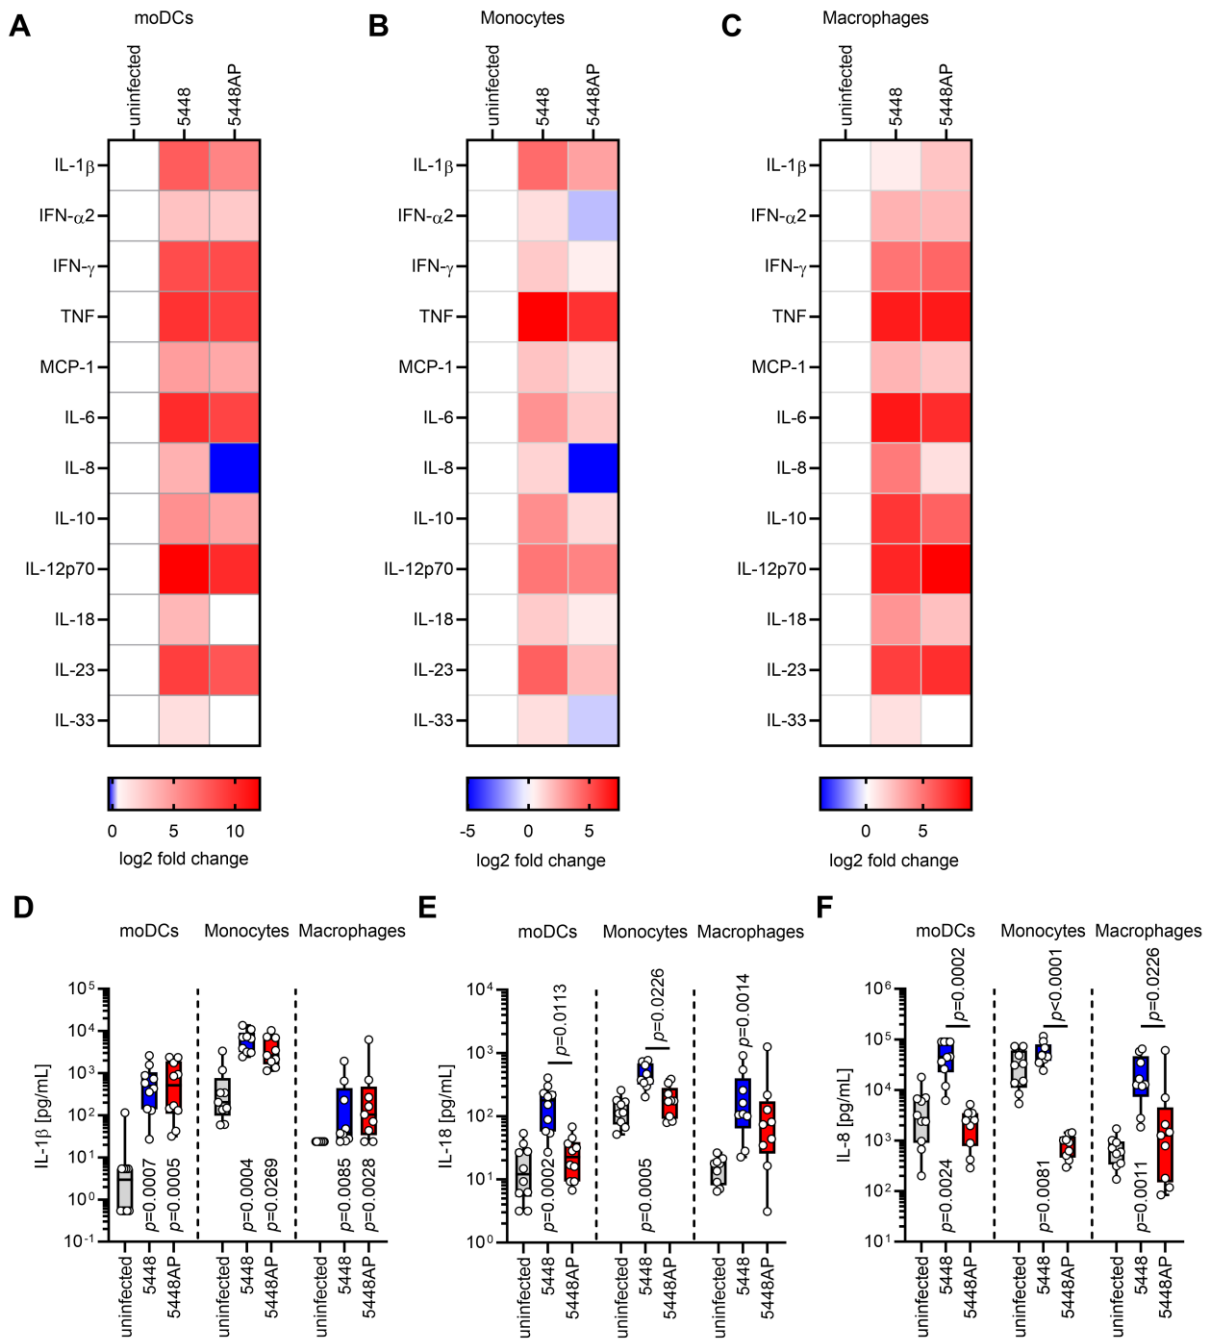 A
moDCs
uninfected
5448
5448AP
IL-1β
IFN-α2
IFN-γ
TNF
MCP-1
IL-6
IL-8
IL-10
IL-12p70
IL-18
IL-23
IL-33
0 5 10
log2 fold change
B
Monocytes
uninfected
5448
5448AP
IL-1β
IFN-α2
IFN-γ
TNF
MCP-1
IL-6
IL-8
IL-10
IL-12p70
IL-18
IL-23
IL-33
-5 0 5
log2 fold change
C
Macrophages
uninfected
5448
5448AP
IL-1β
IFN-α2
IFN-γ
TNF
MCP-1
IL-6
IL-8
IL-10
IL-12p70
IL-18
IL-23
IL-33
0 5
log2 fold change
D
moDCs Monocytes Macrophages
IL-1β [pg/mL]
10⁵
10⁴
10³
10²
10¹
10⁰
10⁻¹
p=0.0007
p=0.0005
p=0.0004
p=0.0269
p=0.0085
p=0.0028
uninfected
5448
5448AP
uninfected
5448
5448AP
uninfected
5448
5448AP
E
moDCs Monocytes Macrophages
IL-18 [pg/mL]
10⁴
10³
10²
10¹
10⁰
p=0.0002
p=0.0113
p=0.0005
p=0.0226
p=0.0014
uninfected
5448
5448AP
uninfected
5448
5448AP
uninfected
5448
5448AP
F
moDCs Monocytes Macrophages
IL-8 [pg/mL]
10⁶
10⁵
10⁴
10³
10²
10¹
p=0.0024
p=0.0002
p=0.0081
p<0.0001
p=0.0011
p=0.0226
uninfected
5448
5448AP
uninfected
5448
5448AP
uninfected
5448
5448AP